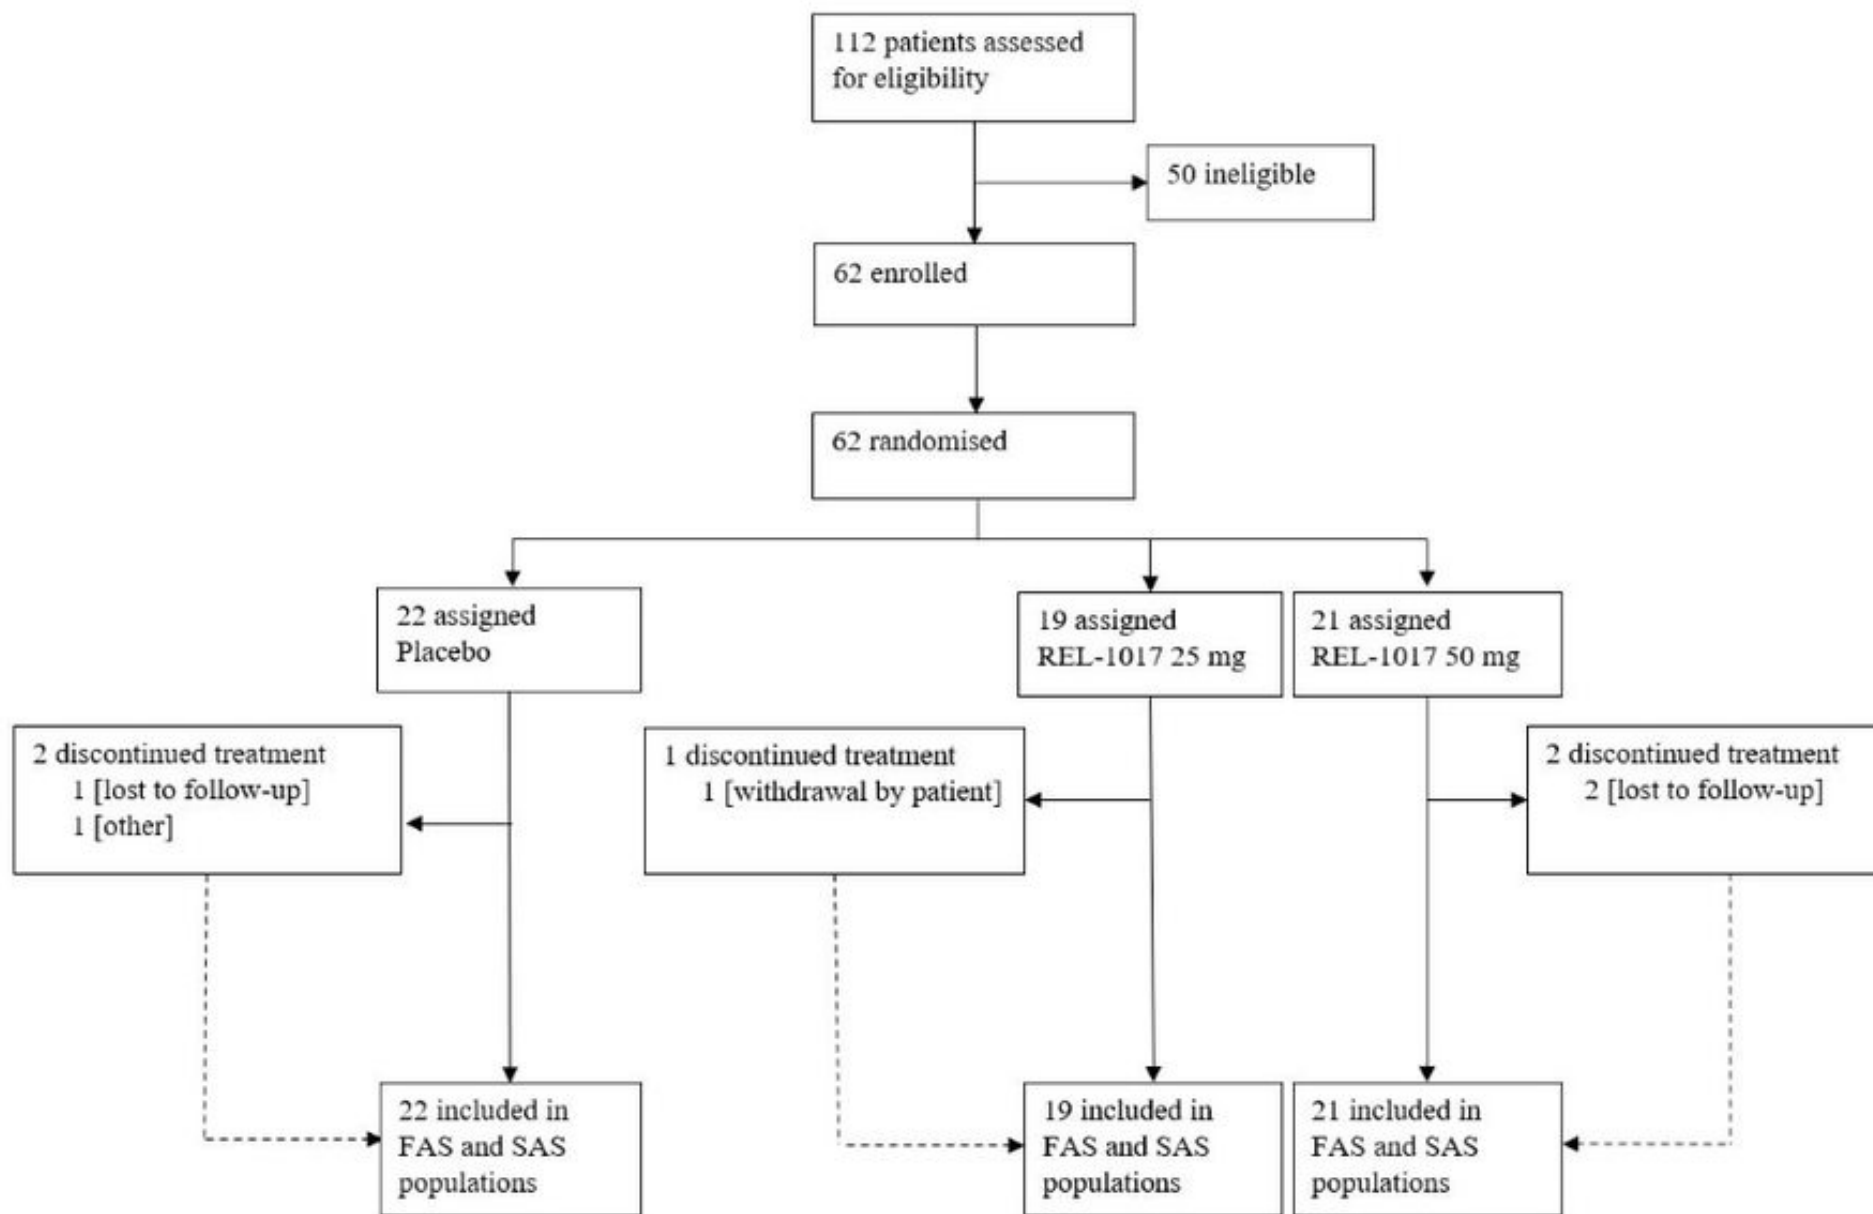 112 patients assessed
for eligibility
50 ineligible
62 enrolled
62 randomised
22 assigned
Placebo
19 assigned
REL-1017 25 mg
21 assigned
REL-1017 50 mg
2 discontinued treatment
1 [lost to follow-up]
1 [other]
1 discontinued treatment
1 [withdrawal by patient]
2 discontinued treatment
2 [lost to follow-up]
22 included in
FAS and SAS
populations
19 included in
FAS and SAS
populations
21 included in
FAS and SAS
populations